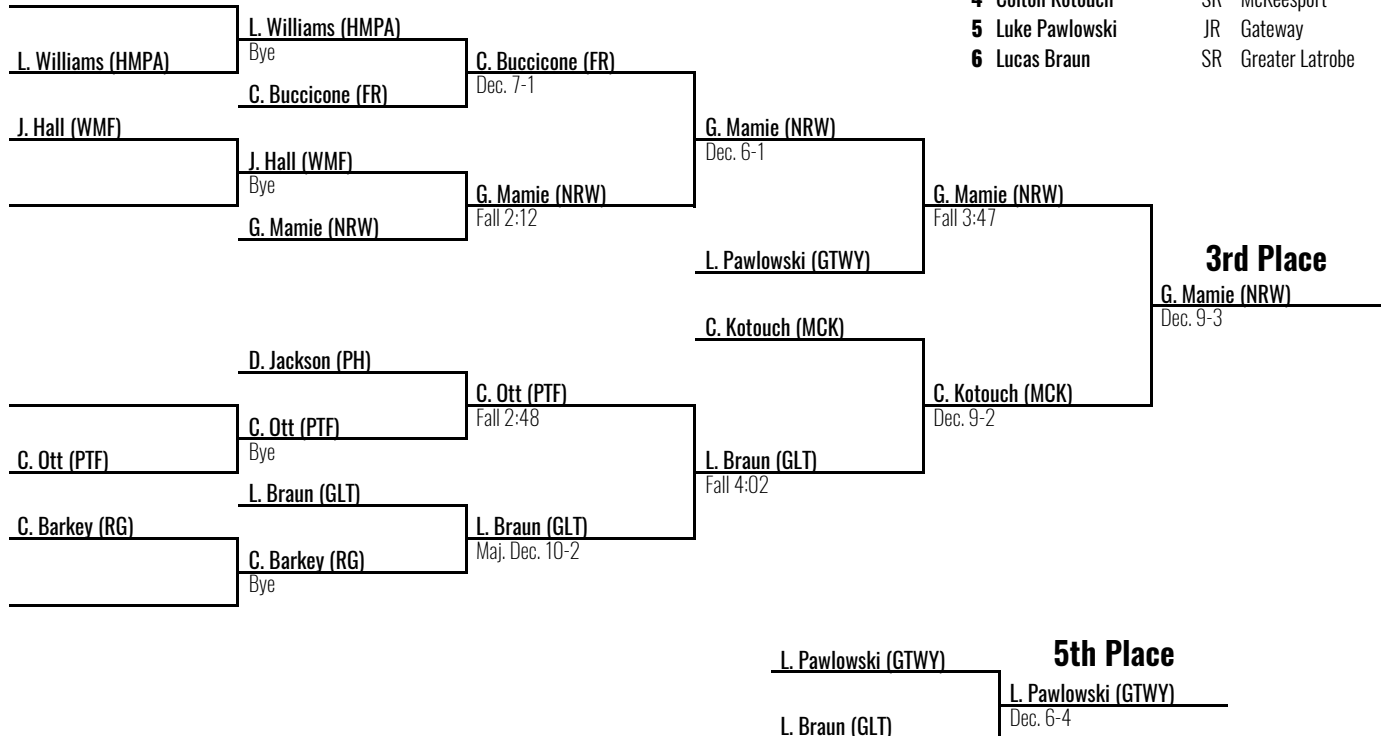 4 Colton Kotouch SR McKeesport
5 Luke Pawlowski JR Gateway
6 Lucas Braun SR Greater Latrobe
L. Williams (HMPA)
Bye
L. Williams (HMPA)
C. Buccicone (FR)
Dec. 7-1
C. Buccicone (FR)
J. Hall (WMF)
G. Mamie (NRW)
Dec. 6-1
J. Hall (WMF)
Bye
G. Mamie (NRW)
Fall 2:12
G. Mamie (NRW)
Fall 3:47
G. Mamie (NRW)
L. Pawlowski (GTWY)
3rd Place
G. Mamie (NRW)
Dec. 9-3
C. Kotouch (MCK)
D. Jackson (PH)
C. Ott (PTF)
Fall 2:48
C. Kotouch (MCK)
Dec. 9-2
C. Ott (PTF)
Bye
C. Ott (PTF)
L. Braun (GLT)
Fall 4:02
L. Braun (GLT)
C. Barkey (RG)
L. Braun (GLT)
Maj. Dec. 10-2
C. Barkey (RG)
Bye
5th Place
L. Pawlowski (GTWY)
L. Pawlowski (GTWY)
Dec. 6-4
L. Braun (GLT)